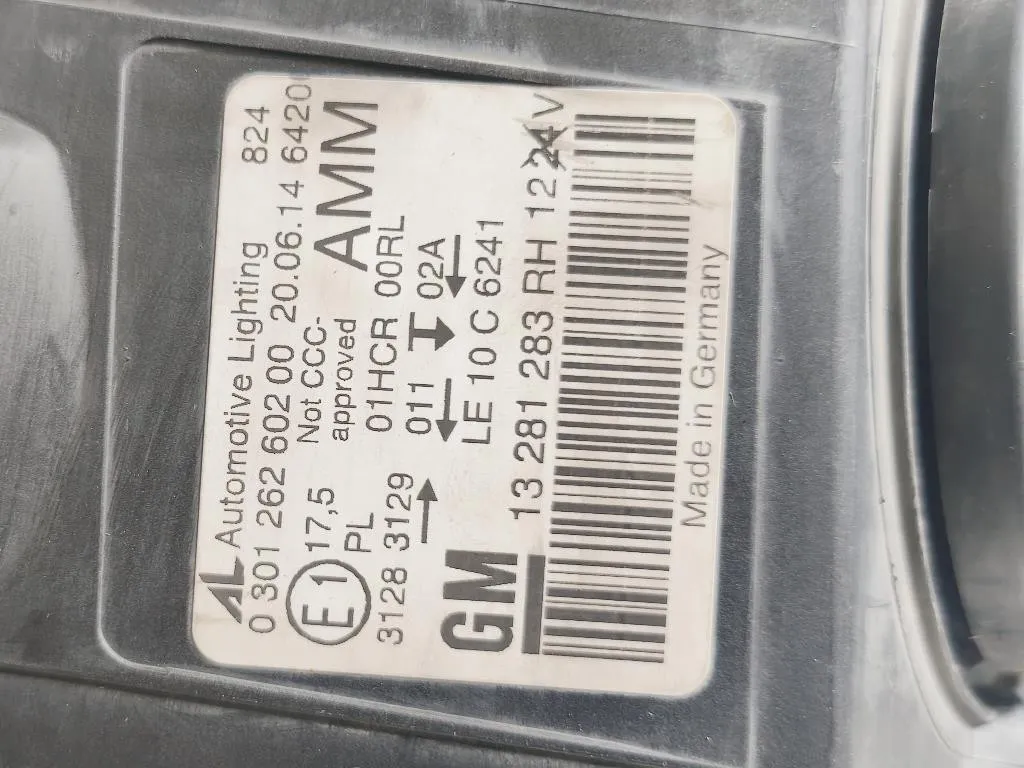 AL Automotive Lighting 824
0 301 262 602 00 20.06.14 6420
E1 17,5 Not CCC-
PL approved AMM
3128 01HCR 00RL
3129 011 02A
GM LE 10 C 6241
13 281 283 RH 12 24V
Made in Germany